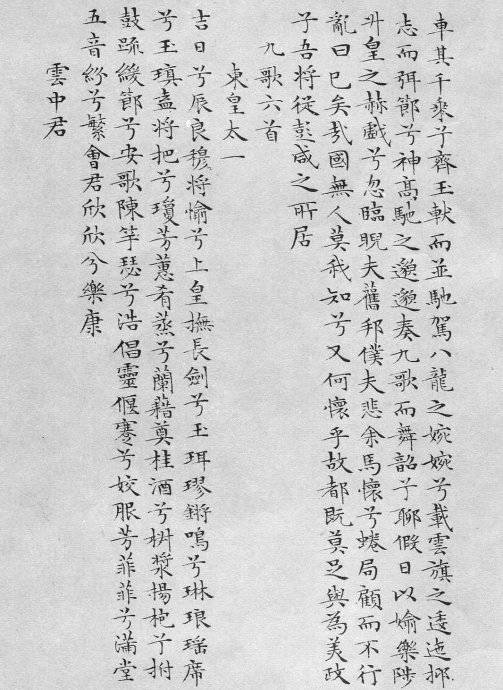 車其千乘兮齊玉軑而並馳駕八龍之婉婉兮載雲旗之逶迤抑
志而弭節兮神高馳之邈邈奏九歌而舞韶兮聊假日以婾樂陟
升皇之赫戲兮忽臨睨夫舊邦僕夫悲余馬懷兮蜷局顧而不行
亂曰已矣哉國無人莫我知兮又何懷乎故都既莫足與為美政
兮吾將從彭咸之所居
九歌六首
東皇太一
吉日兮辰良穆將愉兮上皇撫長劍兮玉珥璆鏘鳴兮琳琅瑤席
兮玉瑱盍將把兮瓊芳蕙肴蒸兮蘭藉奠桂酒兮椒漿揚枹兮拊
鼓疏緩節兮安歌陳竽瑟兮浩倡靈偃蹇兮姣服芳菲菲兮滿堂
五音紛兮繁會君欣欣兮樂康
雲中君